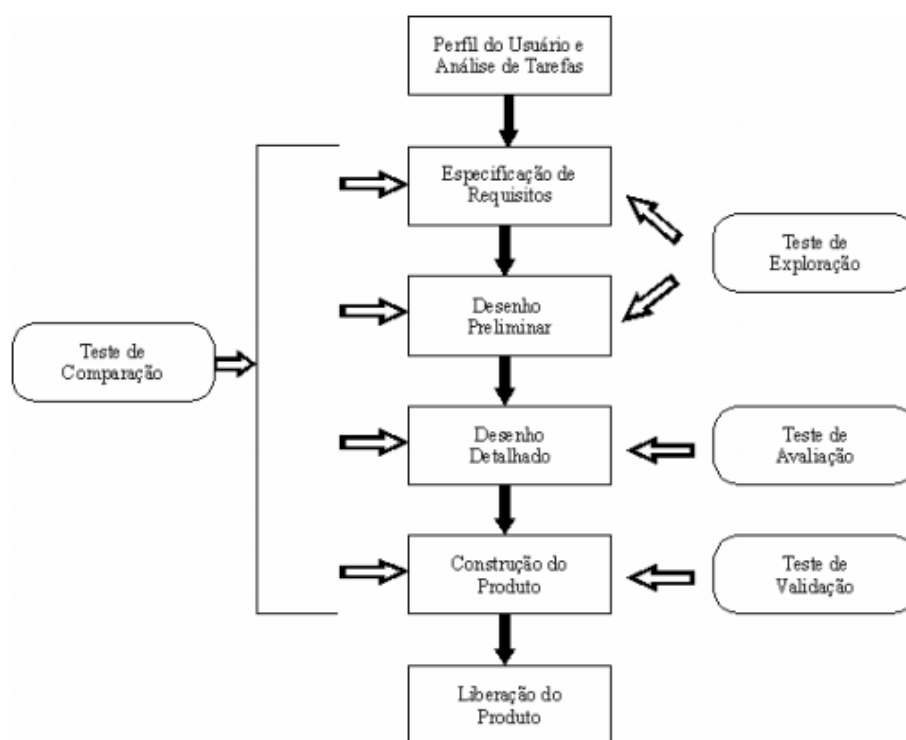 Perfil do Usuário e
Análise de Tarefas
Especificação de
Requisitos
Teste de
Exploração
Desenho
Preliminar
Teste de
Comparação
Desenho
Detalhado
Teste de
Avaliação
Construção do
Produto
Teste de
Validação
Liberação do
Produto